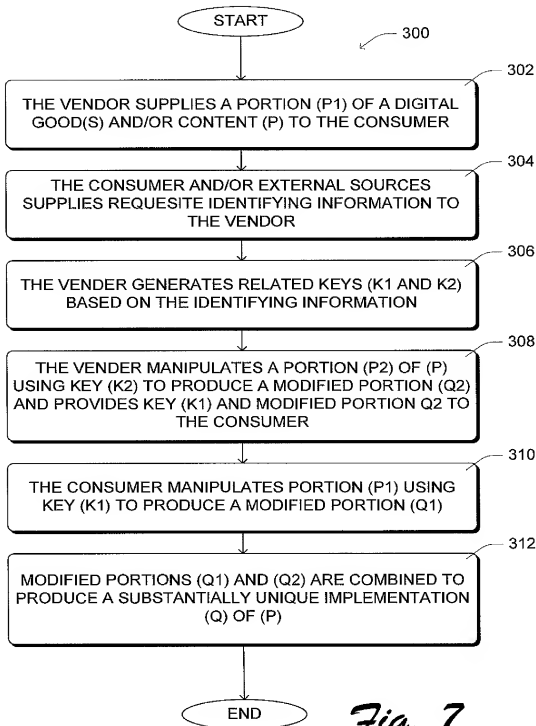 START
300
302
THE VENDOR SUPPLIES A PORTION (P1) OF A DIGITAL
GOOD(S) AND/OR CONTENT (P) TO THE CONSUMER
304
THE CONSUMER AND/OR EXTERNAL SOURCES
SUPPLIES REQUESITE IDENTIFYING INFORMATION TO
THE VENDOR
306
THE VENDER GENERATES RELATED KEYS (K1 AND K2)
BASED ON THE IDENTIFYING INFORMATION
308
THE VENDER MANIPULATES A PORTION (P2) OF (P)
USING KEY (K2) TO PRODUCE A MODIFIED PORTION (Q2)
AND PROVIDES KEY (K1) AND MODIFIED PORTION Q2 TO
THE CONSUMER
310
THE CONSUMER MANIPULATES PORTION (P1) USING
KEY (K1) TO PRODUCE A MODIFIED PORTION (Q1)
312
MODIFIED PORTIONS (Q1) AND (Q2) ARE COMBINED TO
PRODUCE A SUBSTANTIALLY UNIQUE IMPLEMENTATION
(Q) OF (P)
END
Fig. 7